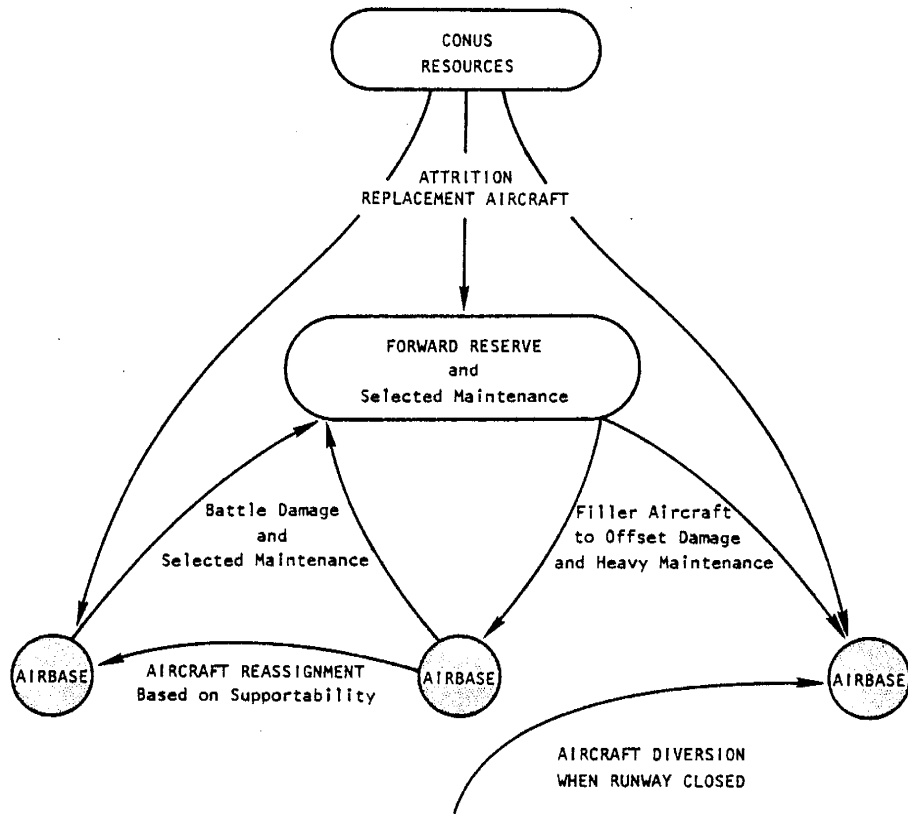 CONUS
RESOURCES
ATTRITION
REPLACEMENT AIRCRAFT
FORWARD RESERVE
and
Selected Maintenance
Battle Damage
and
Selected Maintenance
Filler Aircraft
to Offset Damage
and Heavy Maintenance
AIRBASE
AIRCRAFT REASSIGNMENT
Based on Supportability
AIRBASE
AIRBASE
AIRCRAFT DIVERSION
WHEN RUNWAY CLOSED